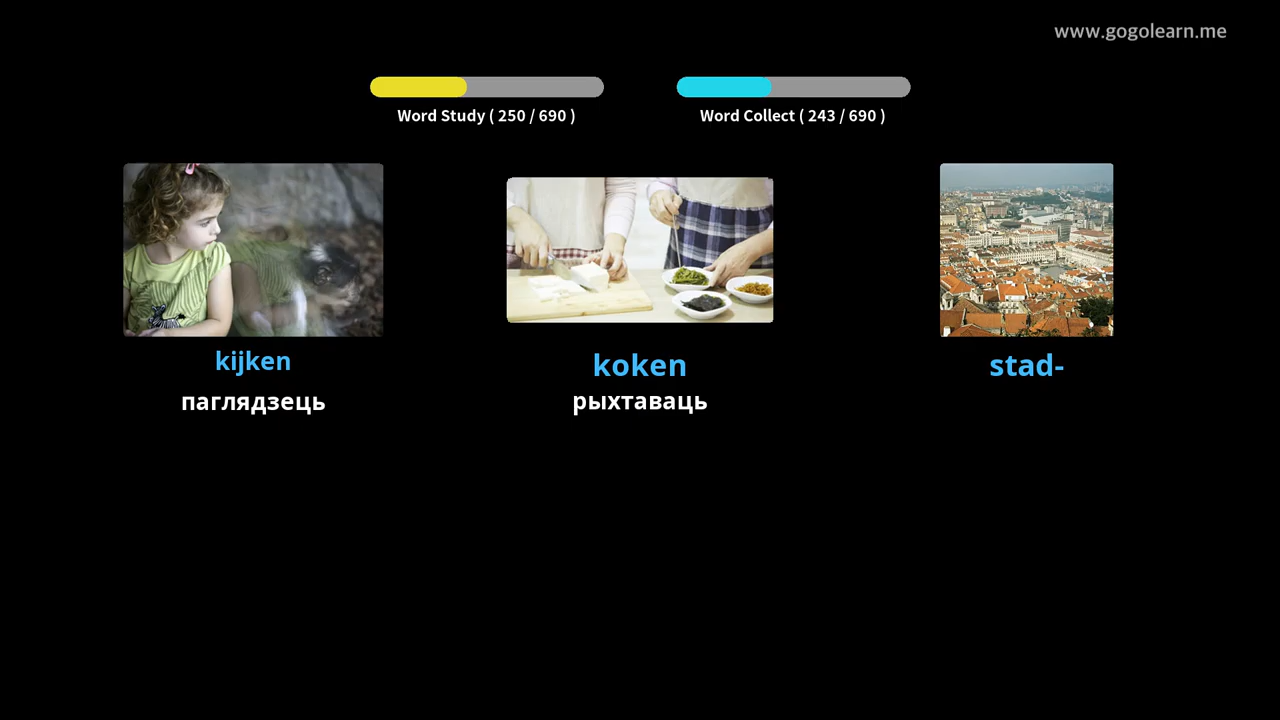 www.gogolearn.me
Word Study ( 250 / 690 )
Word Collect ( 243 / 690 )
kijken
паглядзець
koken
рыхтаваць
stad-